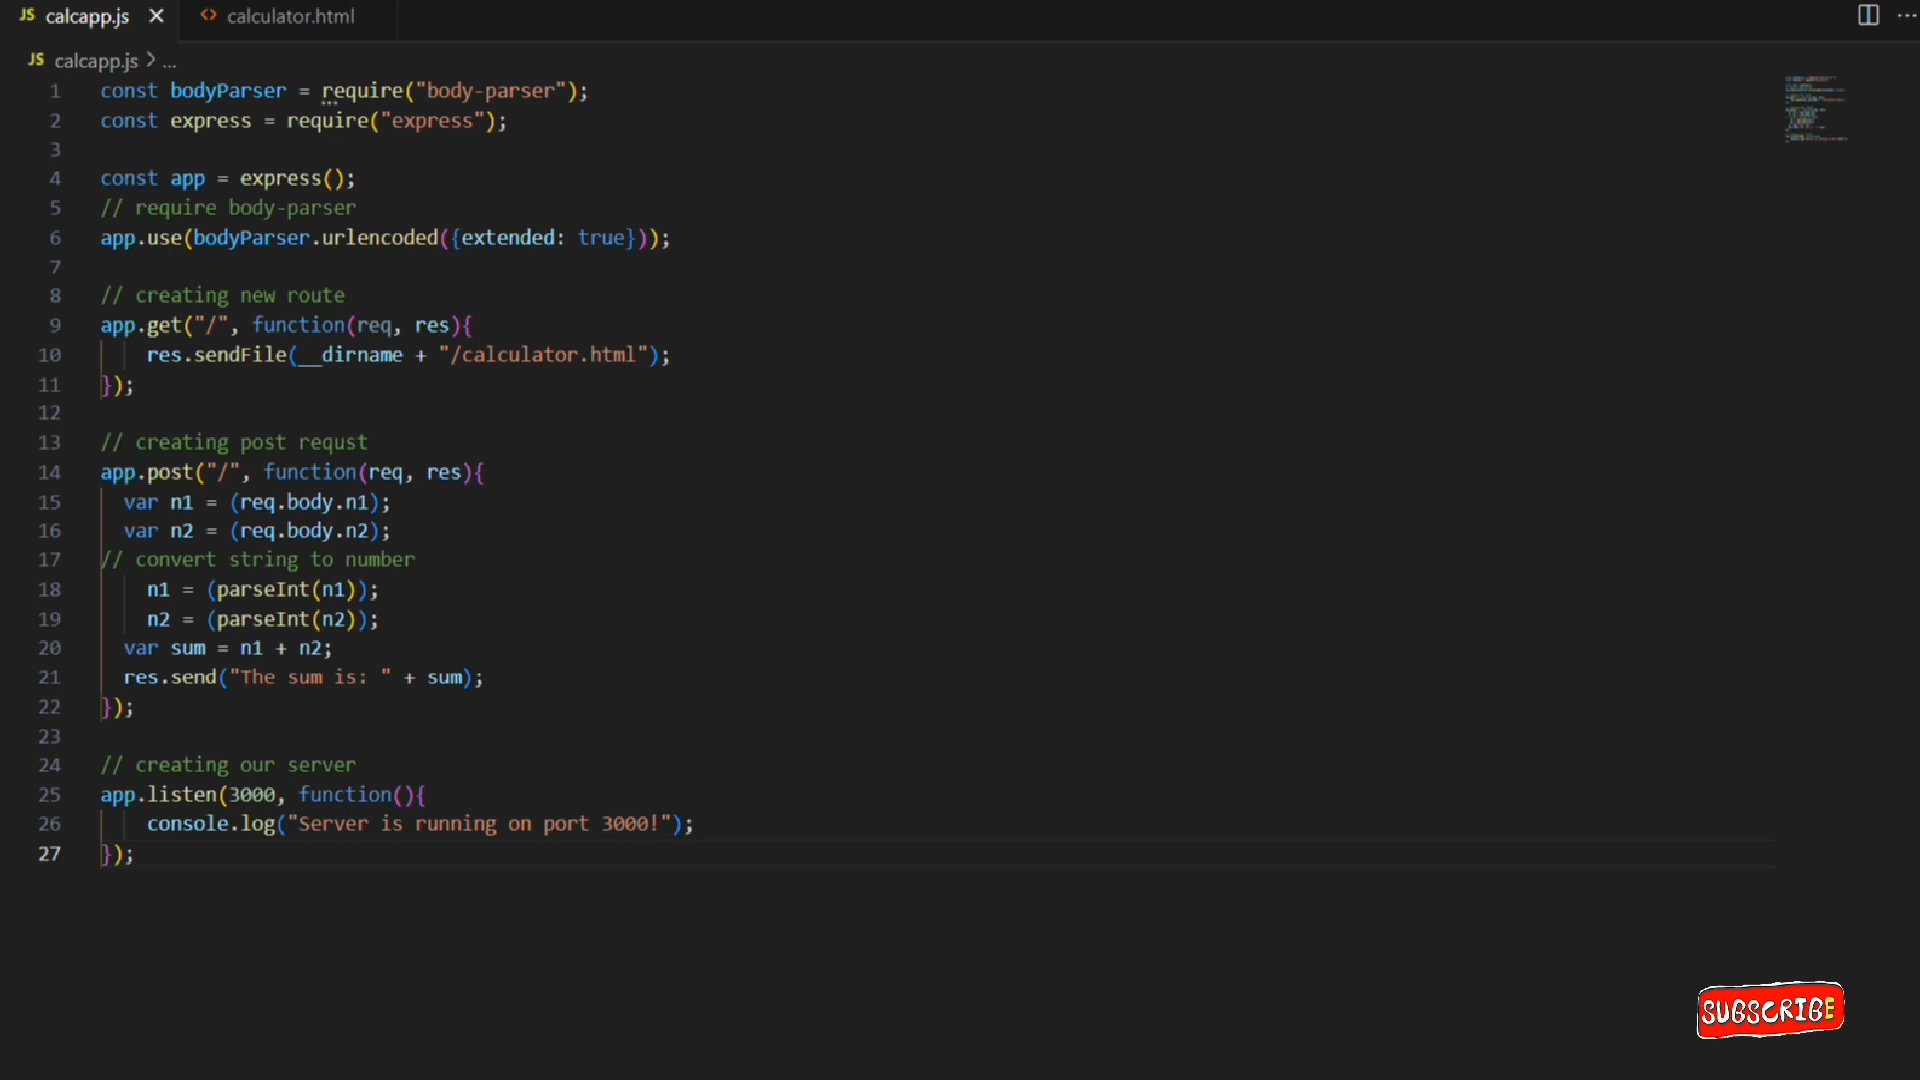 JS calcapp.js × <> calculator.html
JS calcapp.js > ...
1 const bodyParser = require("body-parser");
2 const express = require("express");
3
4 const app = express();
5 // require body-parser
6 app.use(bodyParser.urlencoded({extended: true}));
7
8 // creating new route
9 app.get("/", function(req, res){
10 res.sendFile(__dirname + "/calculator.html");
11 });
12
13 // creating post requst
14 app.post("/", function(req, res){
15 var n1 = (req.body.n1);
16 var n2 = (req.body.n2);
17 // convert string to number
18 n1 = (parseInt(n1));
19 n2 = (parseInt(n2));
20 var sum = n1 + n2;
21 res.send("The sum is: " + sum);
22 });
23
24 // creating our server
25 app.listen(3000, function(){
26 console.log("Server is running on port 3000!");
27 });
SUBSCRIBE